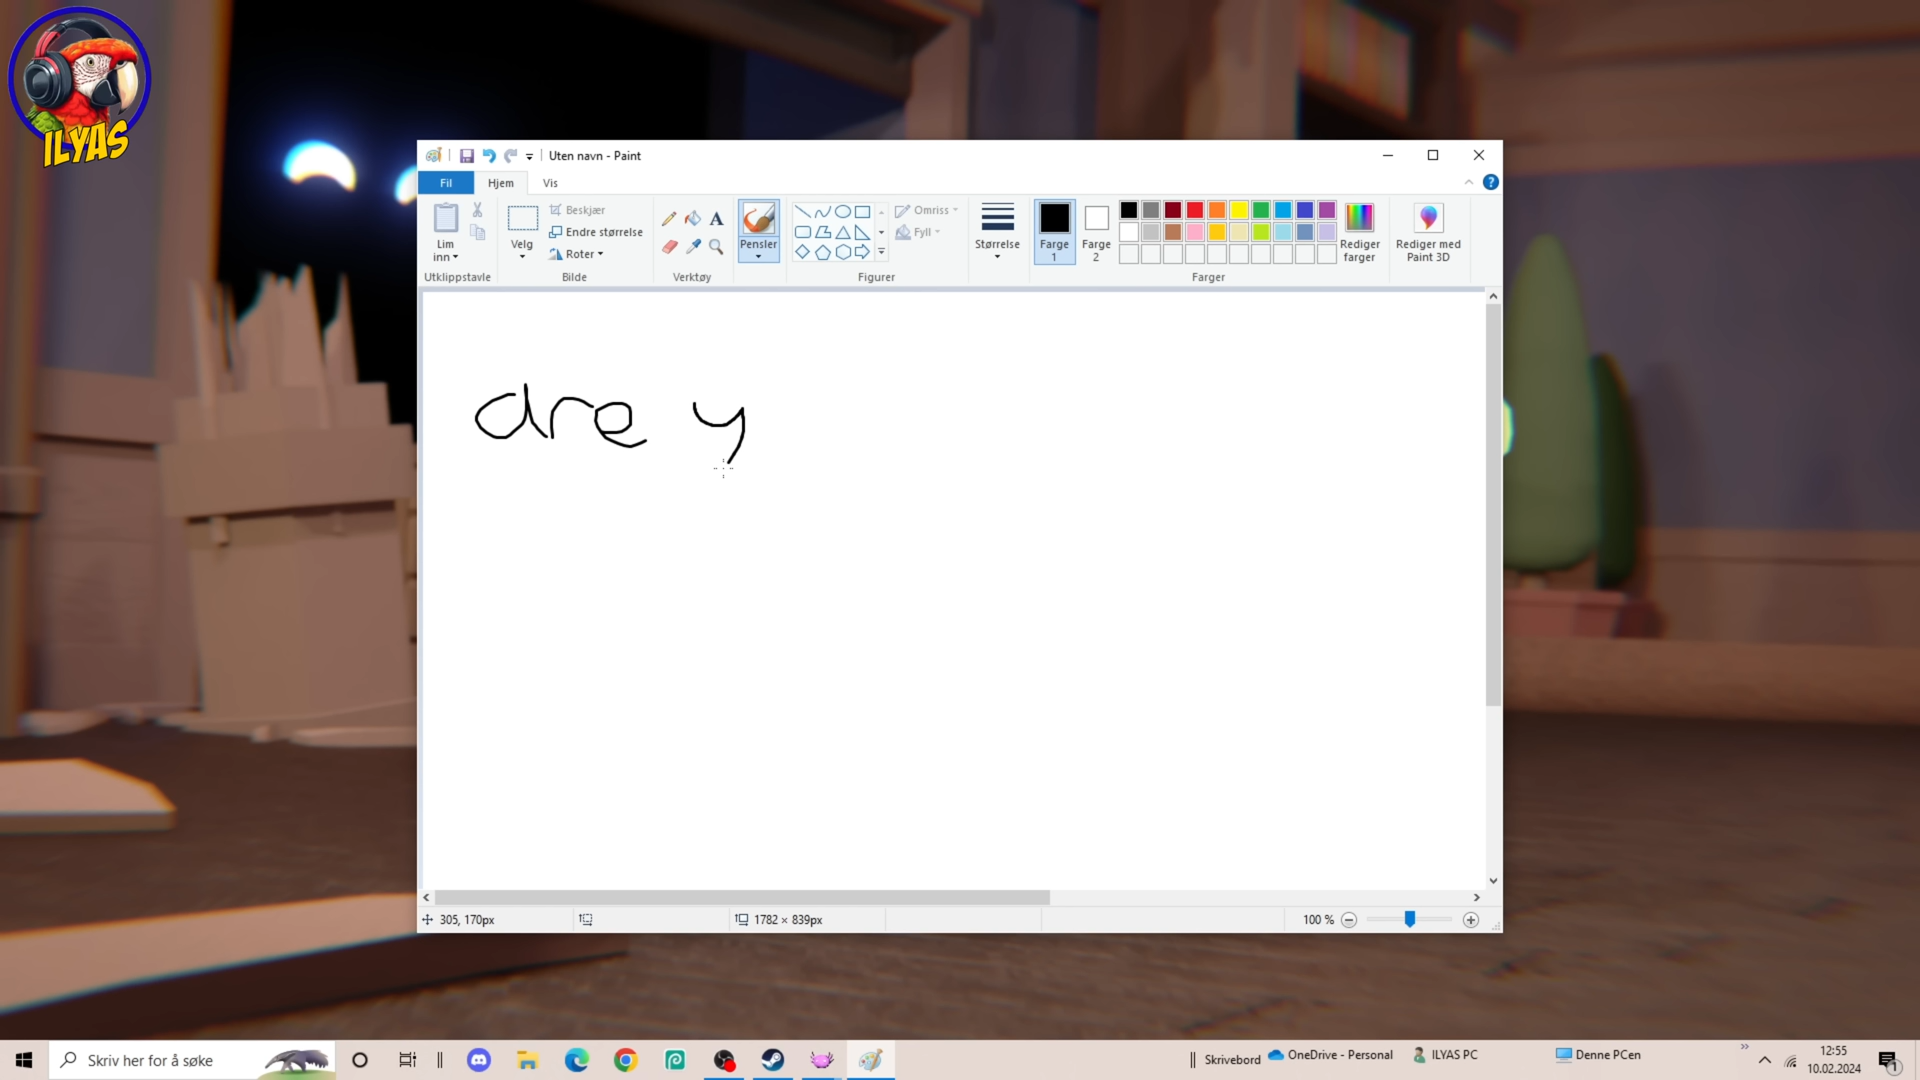 ILYAS
Uten navn - Paint
Fil Hjem Vis
Lim inn
Utklippstavle
Velg
Beskjær
Endre størrelse
Roter
Bilde
Verktøy
Pensler
Figurer
Omriss
Fyll
Størrelse
Farge 1
Farge 2
Farger
Rediger farger
Rediger med Paint 3D
are y
305, 170px
1782 × 839px
100 %
Skriv her for å søke
Skrivebord
OneDrive - Personal
ILYAS PC
Denne PCen
12:55
10.02.2024
1